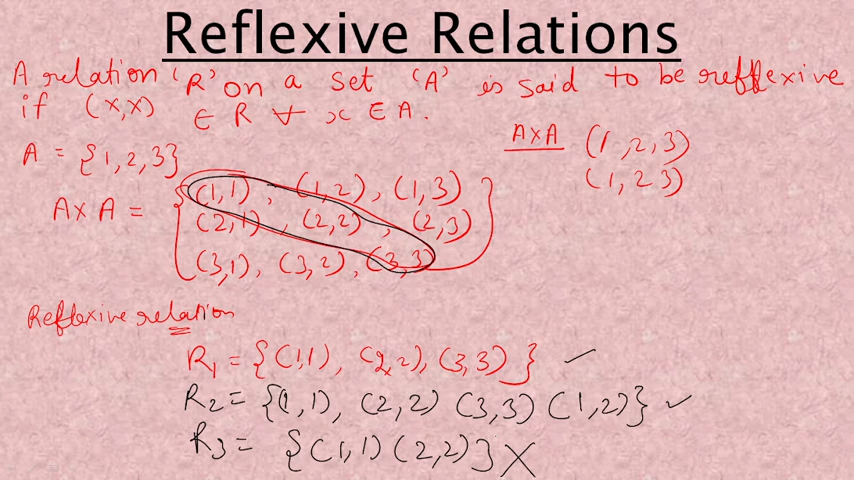 Reflexive Relations
A relation 'R' on a set 'A' is said to be refflexive
if (x,x) ∈ R ∀ x ∈ A.
A = {1,2,3}
A×A (1,2,3)
(1,23)
A×A = {(1,1), (1,2), (1,3)
(2,1), (2,2), (2,3)
(3,1), (3,2), (3,3)}
Reflexive relation
R1 = {(1,1), (2,2), (3,3)} ✓
R2 = {(1,1), (2,2) (3,3) (1,2)} ✓
R3 = {(1,1) (2,2)} X